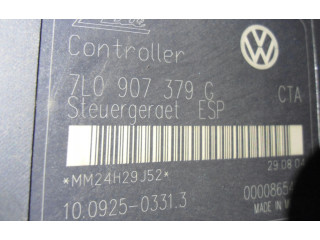 Controller
7L0 907 379 G
Steuergeraet ESP CTA
29.08.04
*MM24H29J52*
10.0925-0331.3
MADE IN